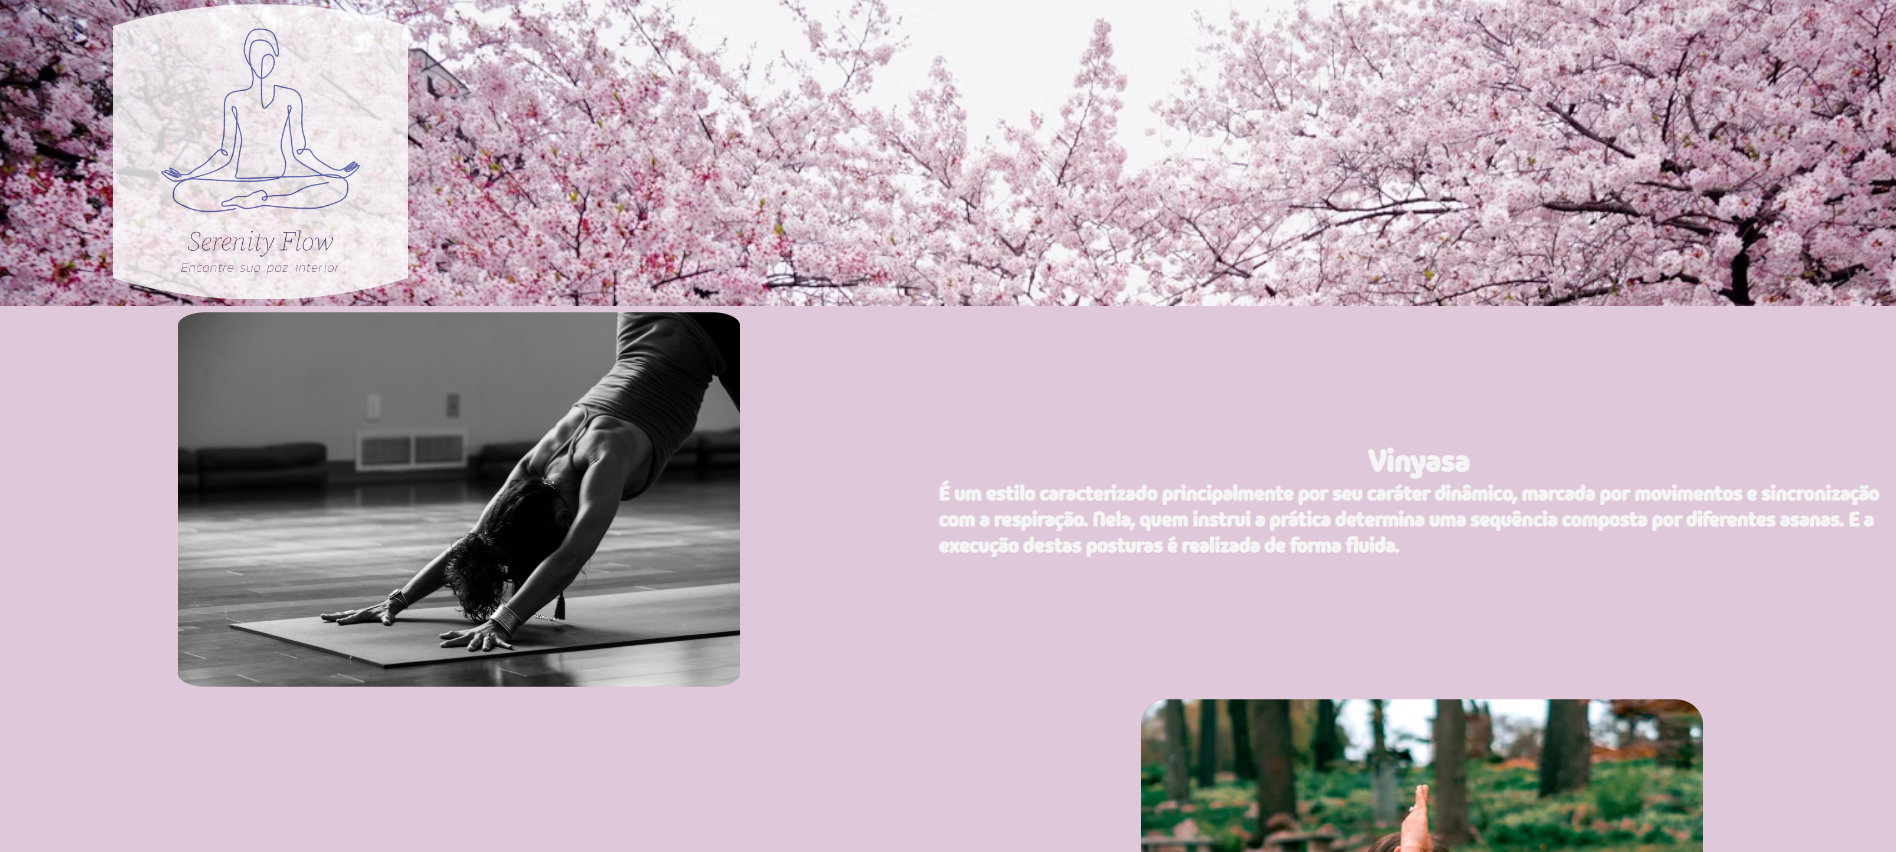 Serenity Flow
Encontre sua paz interior
Vinyasa
É um estilo caracterizado principalmente por seu caráter dinâmico, marcada por movimentos e sincronização
com a respiração. Nela, quem instrui a prática determina uma sequência composta por diferentes asanas. E a
execução destas posturas é realizada de forma fluida.